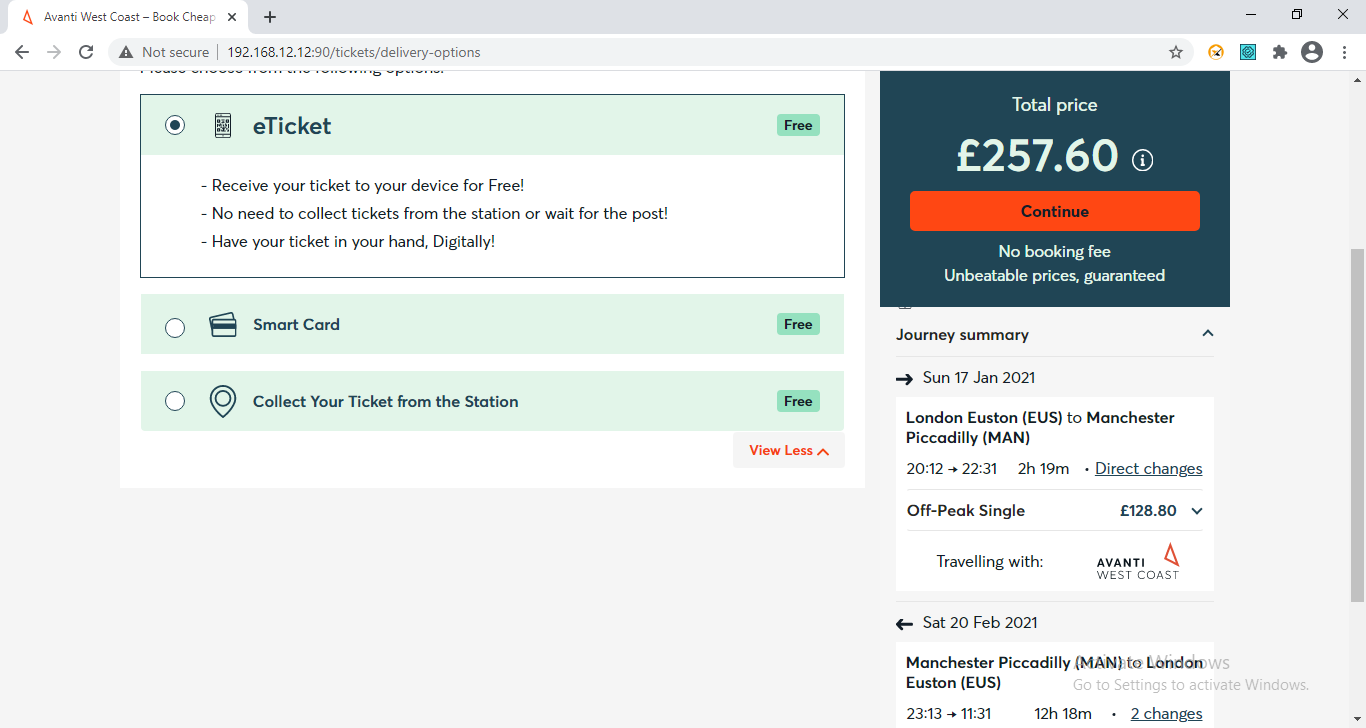 Avanti West Coast – Book Cheap
Not secure
192.168.12.12:90/tickets/delivery-options
Please choose from the following options:
eTicket
Free
- Receive your ticket to your device for Free!
- No need to collect tickets from the station or wait for the post!
- Have your ticket in your hand, Digitally!
Smart Card
Free
Collect Your Ticket from the Station
Free
View Less
Total price
£257.60
Continue
No booking fee
Unbeatable prices, guaranteed
Journey summary
→ Sun 17 Jan 2021
London Euston (EUS) to Manchester
Piccadilly (MAN)
20:12 → 22:31 2h 19m · Direct changes
Off-Peak Single £128.80
Travelling with:
AVANTI
WEST COAST
← Sat 20 Feb 2021
Manchester Piccadilly (MAN) to London
Euston (EUS)
23:13 → 11:31 12h 18m · 2 changes
Activate Windows
Go to Settings to activate Windows.